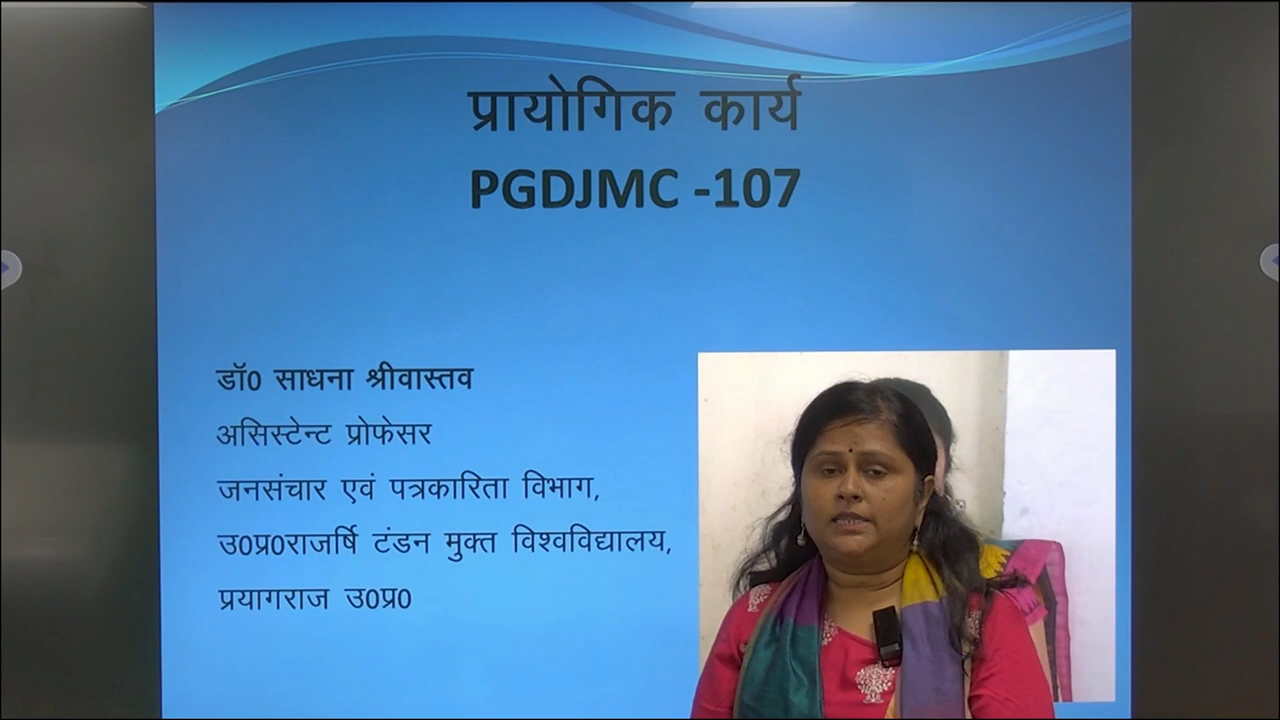 प्रायोगिक कार्य
PGDJMC -107
डॉ0 साधना श्रीवास्तव
असिस्टेन्ट प्रोफेसर
जनसंचार एवं पत्रकारिता विभाग,
उ0प्र0राजर्षि टंडन मुक्त विश्वविद्यालय,
प्रयागराज उ0प्र0